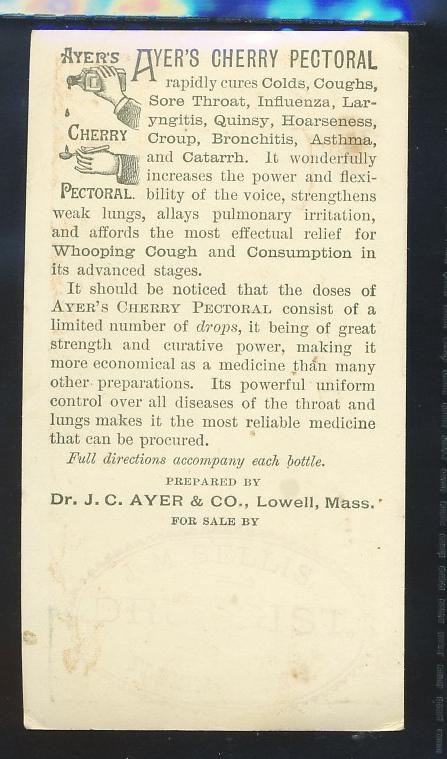 AYER'S
CHERRY
PECTORAL.
AYER'S CHERRY PECTORAL
rapidly cures Colds, Coughs,
Sore Throat, Influenza, Lar-
yngitis, Quinsy, Hoarseness,
Croup, Bronchitis, Asthma,
and Catarrh. It wonderfully
increases the power and flexi-
bility of the voice, strengthens
weak lungs, allays pulmonary irritation,
and affords the most effectual relief for
Whooping Cough and Consumption in
its advanced stages.
It should be noticed that the doses of
AYER'S CHERRY PECTORAL consist of a
limited number of drops, it being of great
strength and curative power, making it
more economical as a medicine than many
other preparations. Its powerful uniform
control over all diseases of the throat and
lungs makes it the most reliable medicine
that can be procured.
Full directions accompany each bottle.
PREPARED BY
Dr. J. C. AYER & CO., Lowell, Mass.
FOR SALE BY